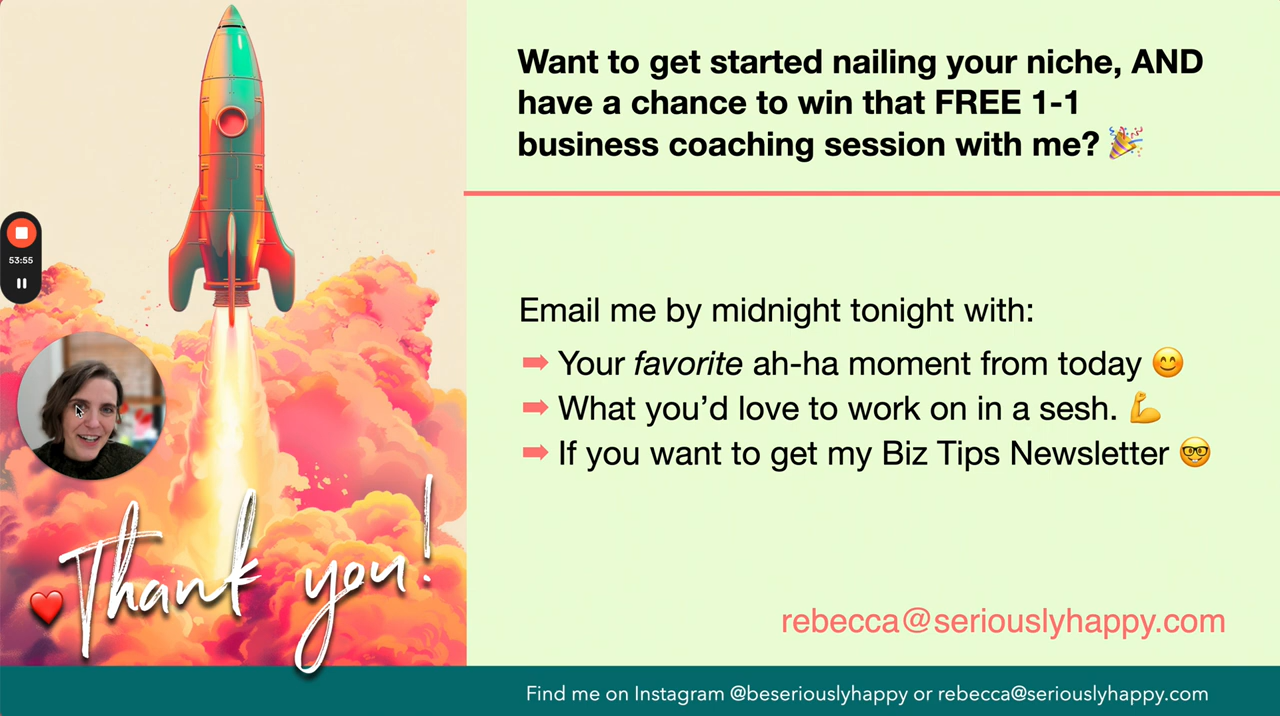 Want to get started nailing your niche, AND
have a chance to win that FREE 1-1
business coaching session with me? 🎉
53:55
Email me by midnight tonight with:
➡ Your favorite ah-ha moment from today 😊
➡ What you’d love to work on in a sesh. 💪
➡ If you want to get my Biz Tips Newsletter 🤓
Thank you!
rebecca@seriouslyhappy.com
Find me on Instagram @beseriouslyhappy or rebecca@seriouslyhappy.com